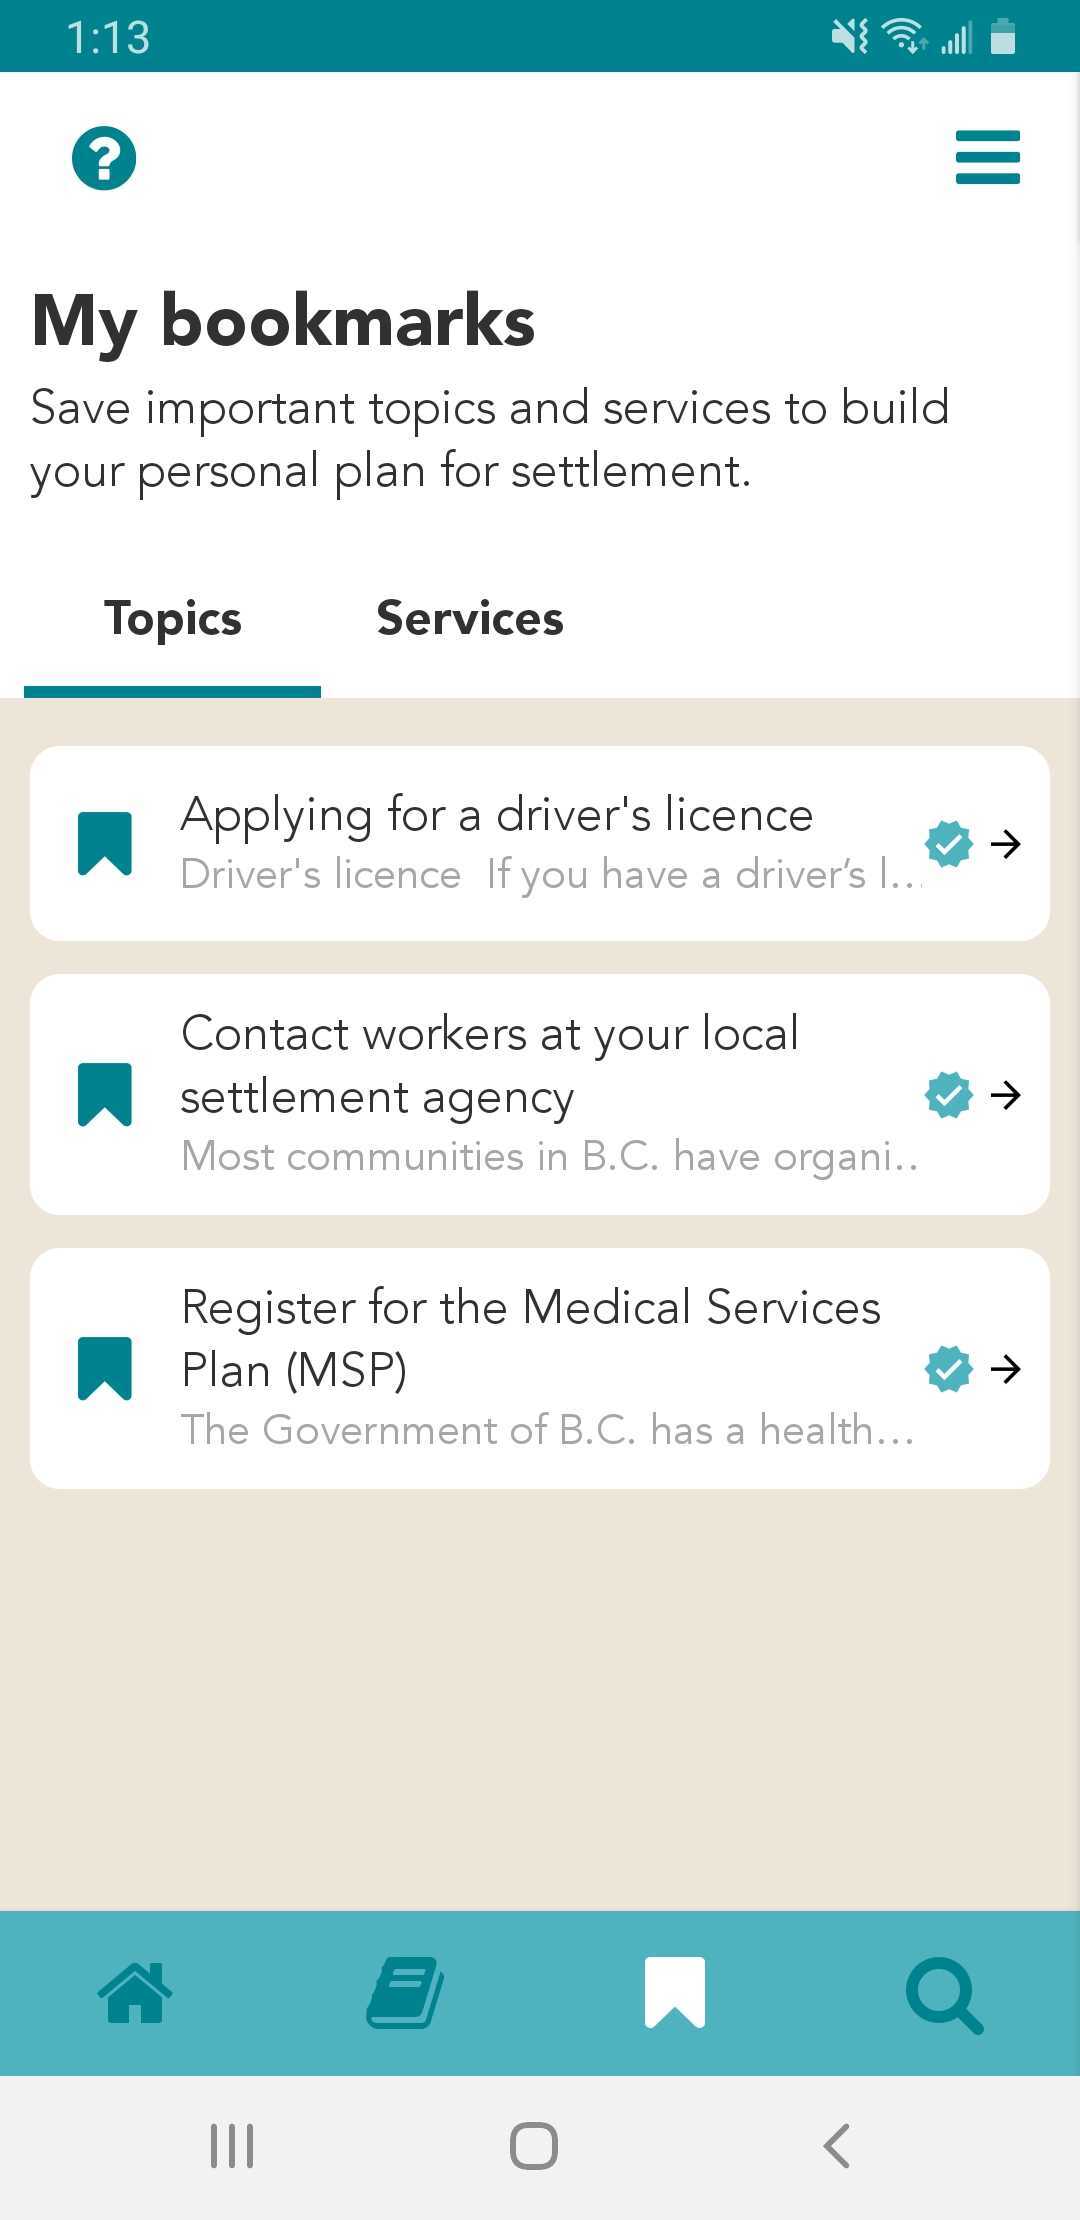 1:13
My bookmarks
Save important topics and services to build
your personal plan for settlement.
Topics
Services
Applying for a driver's licence
Driver's licence  If you have a driver’s l...
Contact workers at your local
settlement agency
Most communities in B.C. have organi..
Register for the Medical Services
Plan (MSP)
The Government of B.C. has a health...